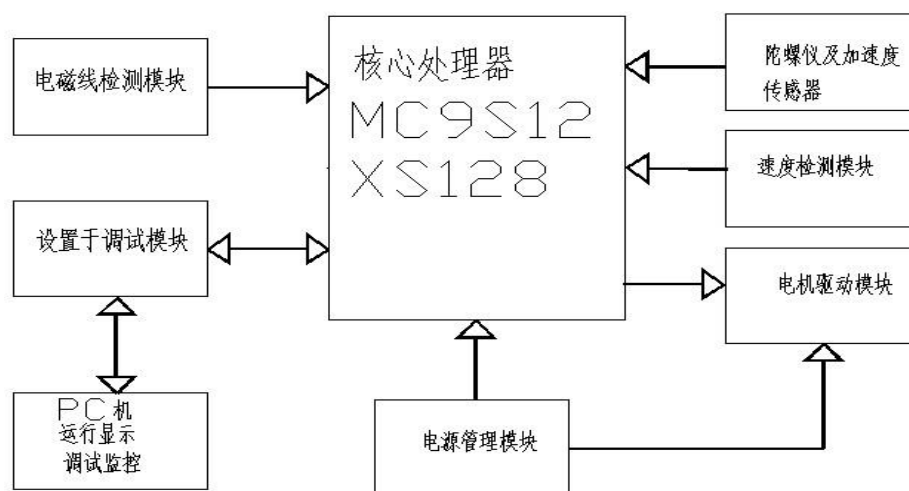 电磁线检测模块
核心处理器
MC9S12
XS128
陀螺仪及加速度
传感器
速度检测模块
设置于调试模块
电机驱动模块
PC机
运行显示
调试监控
电源管理模块